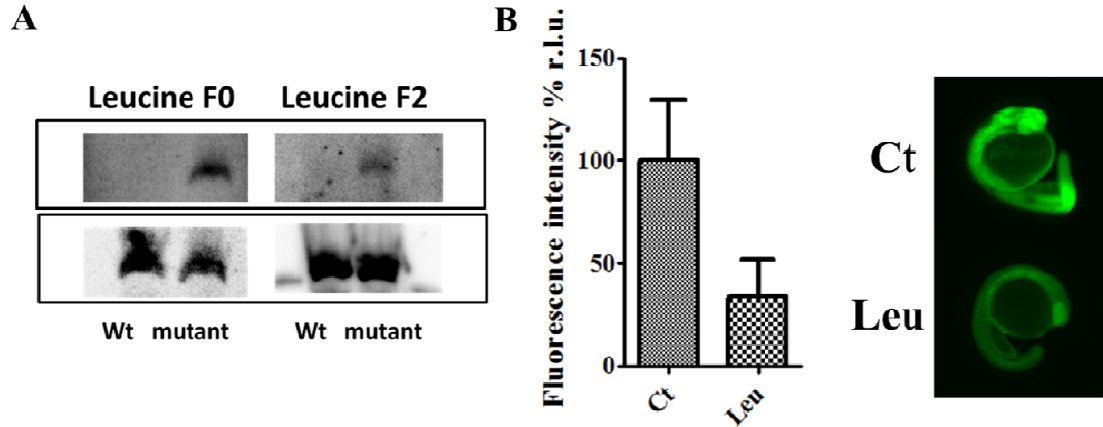 A
Leucine F0 Leucine F2
Wt mutant Wt mutant
B
Fluorescence intensity % r.l.u.
150
100
50
0
Ct
Leu
Ct
Leu